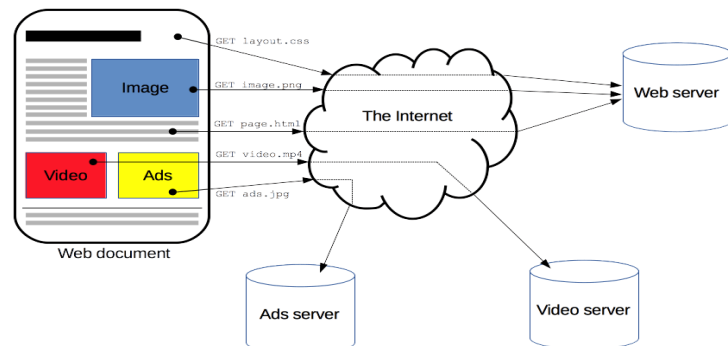 GET layout.css
Image
GET image.png
Web server
The Internet
GET page.html
GET video.mp4
Video
Ads
GET ads.jpg
Web document
Ads server
Video server